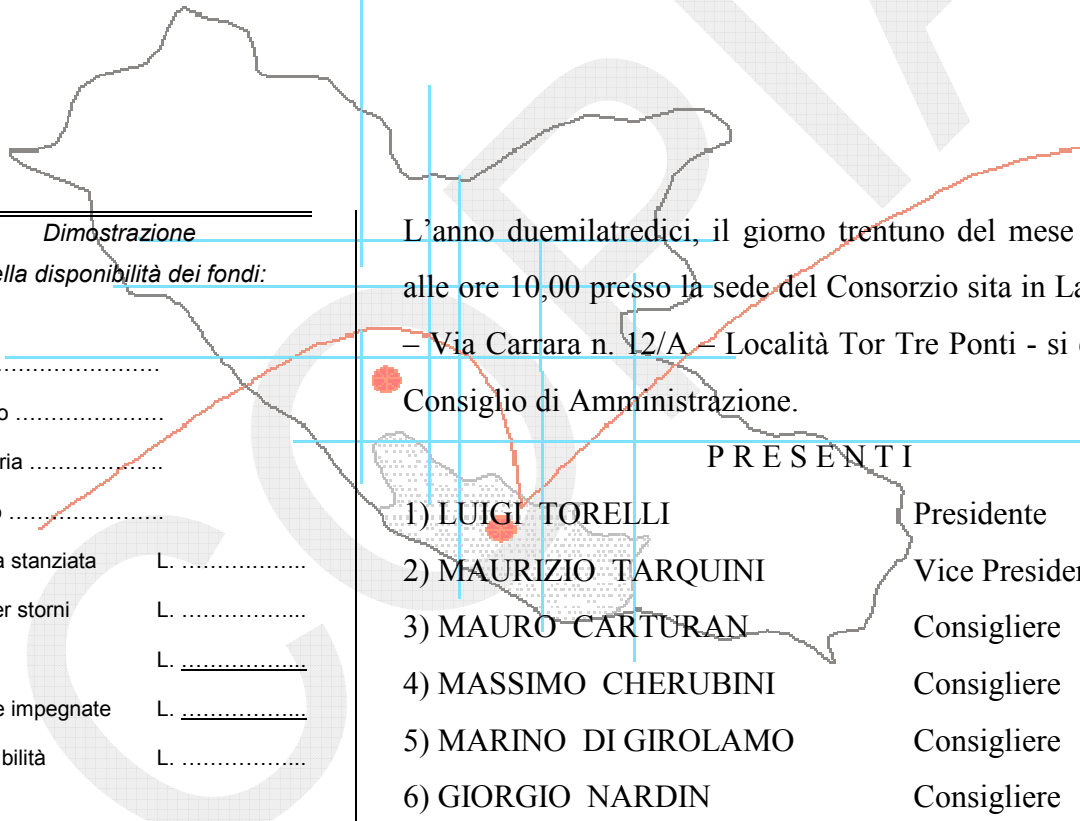 Dimostrazione
ella disponibilità dei fondi:
……………………
o ……………………
ria …………………
o ……………………
a stanziata L. ………………
er storni L. ………………
L. ………………
e impegnate L. ………………
bilità L. ………………
L'anno duemilatredici, il giorno trentuno del mese
alle ore 10,00 presso la sede del Consorzio sita in La
– Via Carrara n. 12/A – Località Tor Tre Ponti - si
Consiglio di Amministrazione.
P R E S E N T I
1) LUIGI TORELLI Presidente
2) MAURIZIO TARQUINI Vice Presiden
3) MAURO CARTURAN Consigliere
4) MASSIMO CHERUBINI Consigliere
5) MARINO DI GIROLAMO Consigliere
6) GIORGIO NARDIN Consigliere